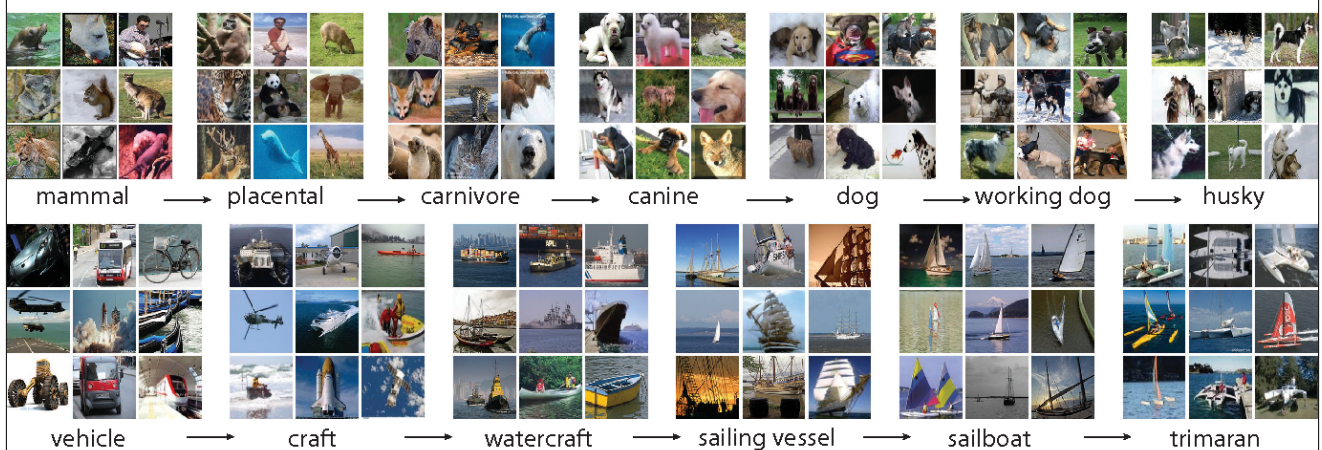 mammal → placental → carnivore → canine → dog → working dog → husky
vehicle → craft → watercraft → sailing vessel → sailboat → trimaran